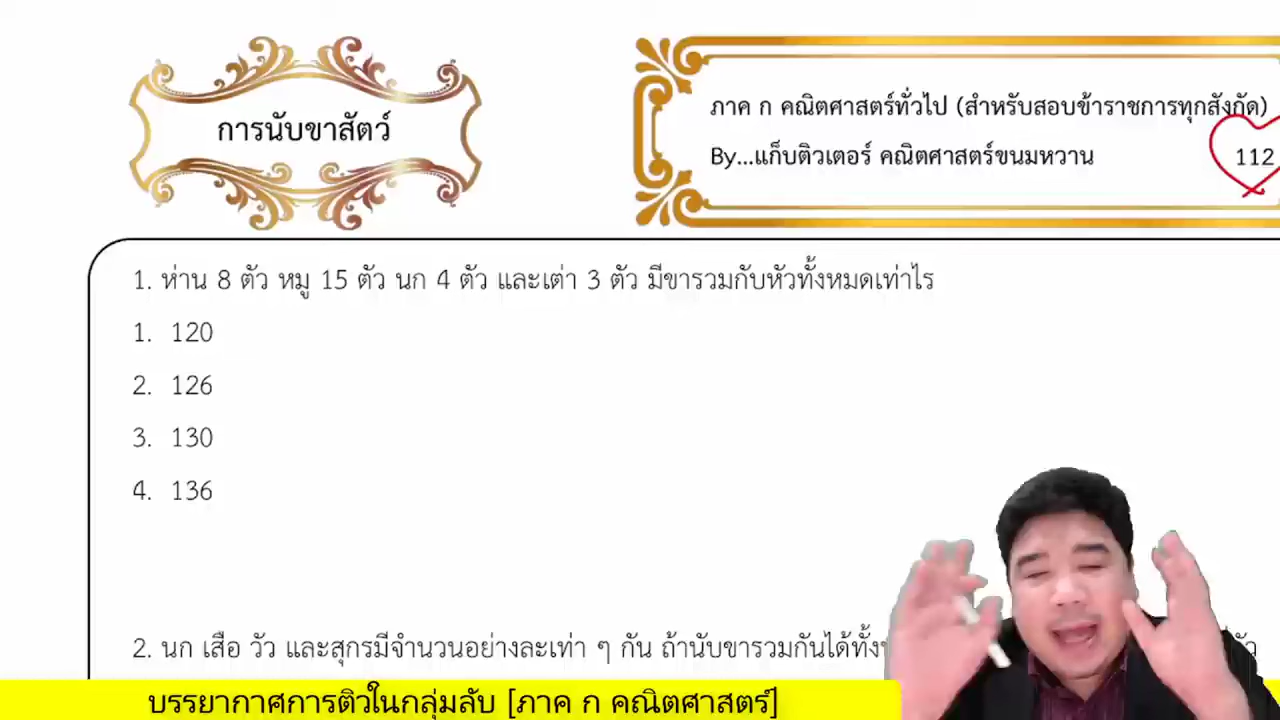 การนับขาสัตว์
ภาค ก คณิตศาสตร์ทั่วไป (สำหรับสอบข้าราชการทุกสังกัด)
By...แก็บติวเตอร์ คณิตศาสตร์ขนมหวาน
112
1. ห่าน 8 ตัว หมู 15 ตัว นก 4 ตัว และเต่า 3 ตัว มีขารวมกับหัวทั้งหมดเท่าไร
1. 120
2. 126
3. 130
4. 136
2. นก เสือ วัว และสุกรมีจำนวนอย่างละเท่า ๆ กัน ถ้านับขารวมกันได้
บรรยากาศการติวในกลุ่มลับ [ภาค ก คณิตศาสตร์]